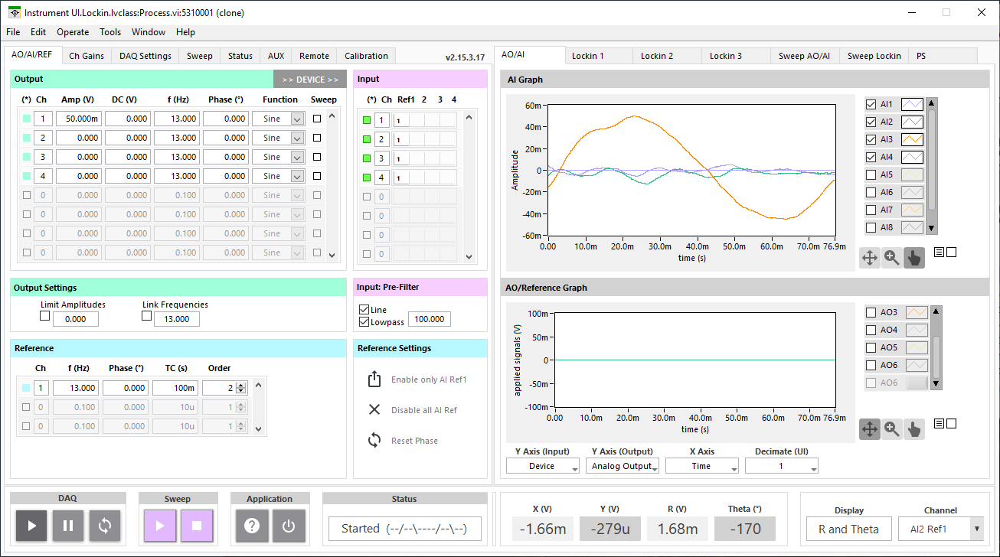 Instrument UI.Lockin.lvclass:Process.vi:5310001 (clone)
File Edit Operate Tools Window Help
AO/AI/REF Ch Gains DAQ Settings Sweep Status AUX Remote Calibration v2.15.3.17
Output >> DEVICE >>
(*) Ch Amp (V) DC (V) f (Hz) Phase (°) Function Sweep
1 50.000m 0.000 13.000 0.000 Sine
2 0.000 0.000 13.000 0.000 Sine
3 0.000 0.000 13.000 0.000 Sine
4 0.000 0.000 13.000 0.000 Sine
0 0.000 0.000 0.100 0.000 Sine
0 0.000 0.000 0.100 0.000 Sine
0 0.000 0.000 0.100 0.000 Sine
0 0.000 0.000 0.100 0.000 Sine
Input
(*) Ch Ref1 2 3 4
1 1
2 1
3 1
4 1
0
0
0
0
Output Settings
Limit Amplitudes Link Frequencies
0.000 13.000
Input: Pre-Filter
Line
Lowpass 100.000
Reference
Ch f (Hz) Phase (°) TC (s) Order
1 13.000 0.000 100m 2
0 0.100 0.000 10u 1
0 0.100 0.000 10u 1
Reference Settings
Enable only AI Ref1
Disable all AI Ref
Reset Phase
AO/AI Lockin 1 Lockin 2 Lockin 3 Sweep AO/AI Sweep Lockin PS
AI Graph
Amplitude
60m
40m
20m
0
-20m
-40m
-60m
0.00 10.0m 20.0m 30.0m 40.0m 50.0m 60.0m 70.0m 76.9m
time (s)
AI1
AI2
AI3
AI4
AI5
AI6
AI7
AI8
AO/Reference Graph
applied signals (V)
100m
50m
0
-50m
-100m
0.00 10.0m 20.0m 30.0m 40.0m 50.0m 60.0m 70.0m 76.9m
time (s)
AO3
AO4
AO5
AO6
AO6
Y Axis (Input) Y Axis (Output) X Axis Decimate (UI)
Device Analog Output Time 1
DAQ
Sweep
Application
?
Status
Started (--/--\----/--\--)
X (V) Y (V) R (V) Theta (°)
-1.66m -279u 1.68m -170
Display Channel
R and Theta AI2 Ref1